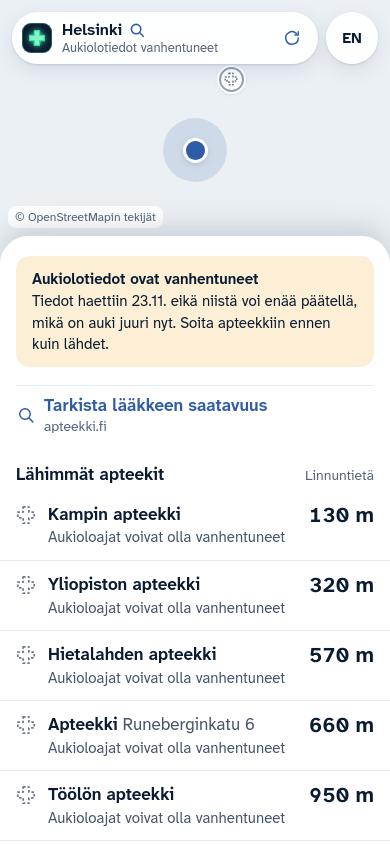 Helsinki
Aukiolotiedot vanhentuneet
EN
© OpenStreetMapin tekijät
Aukiolotiedot ovat vanhentuneet
Tiedot haettiin 23.11. eikä niistä voi enää päätellä,
mikä on auki juuri nyt. Soita apteekkiin ennen
kuin lähdet.
Tarkista lääkkeen saatavuus
apteekki.fi
Lähimmät apteekit
Linnuntietä
Kampin apteekki
130 m
Aukioloajat voivat olla vanhentuneet
Yliopiston apteekki
320 m
Aukioloajat voivat olla vanhentuneet
Hietalahden apteekki
570 m
Aukioloajat voivat olla vanhentuneet
Apteekki Runeberginkatu 6
660 m
Aukioloajat voivat olla vanhentuneet
Töölön apteekki
950 m
Aukioloajat voivat olla vanhentuneet